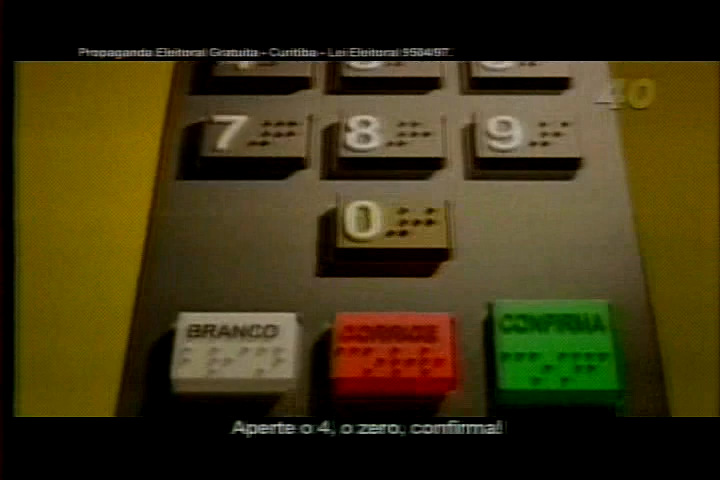 Propaganda Eleitoral Gratuita - Curitiba - Lei Eleitoral 9504/97.
40
7 8 9
0
BRANCO CORRIGE CONFIRMA
Aperte o 4, o zero, confirma!